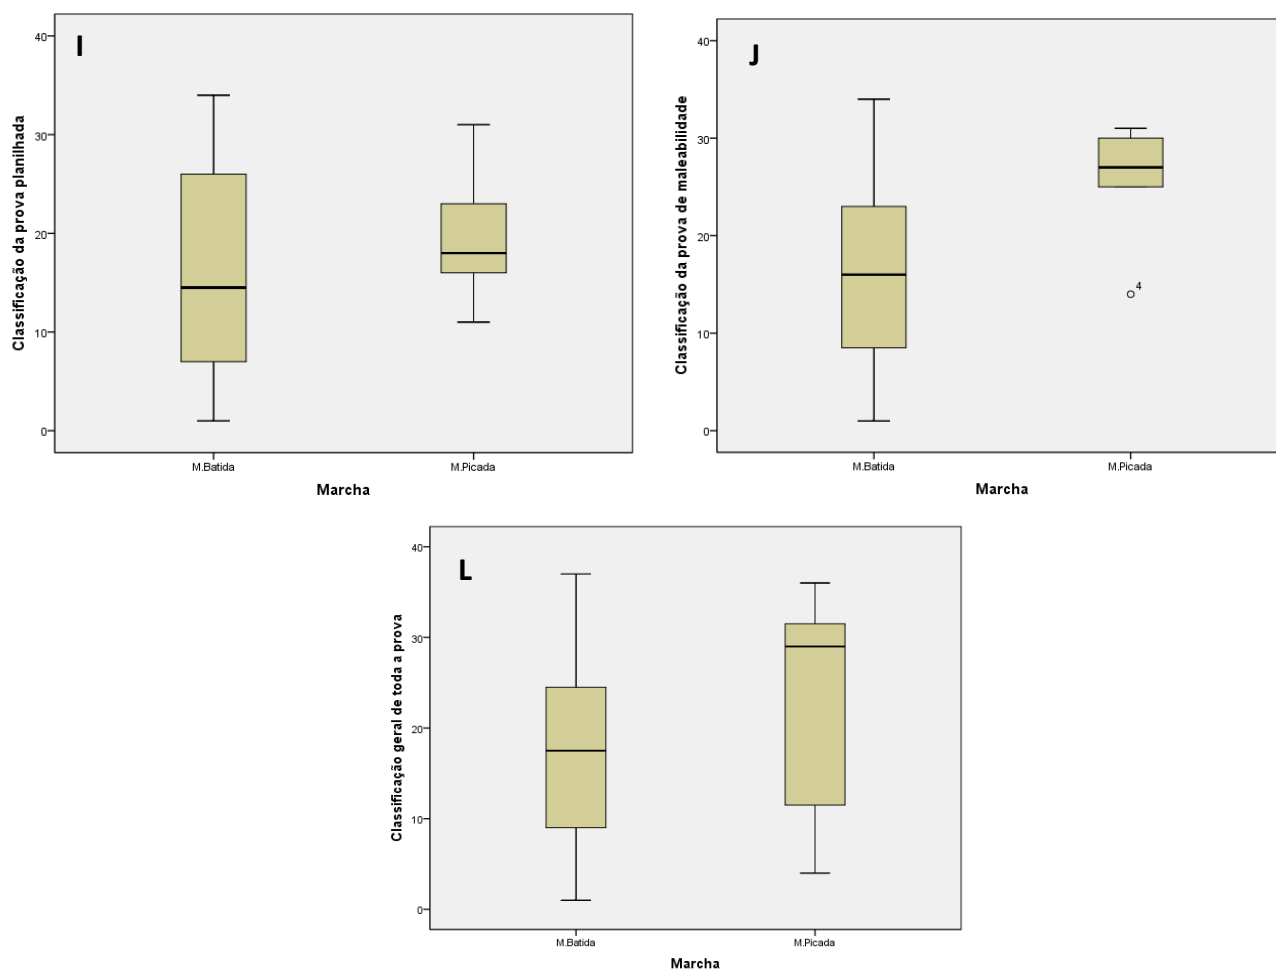 I
Classificação da prova planilhada
40
30
20
10
0
M.Batida
M.Picada
Marcha
J
Classificação da prova de maleabilidade
40
30
20
10
0
4
M.Batida
M.Picada
Marcha
L
Classificação geral de toda a prova
40
30
20
10
0
M.Batida
M.Picada
Marcha